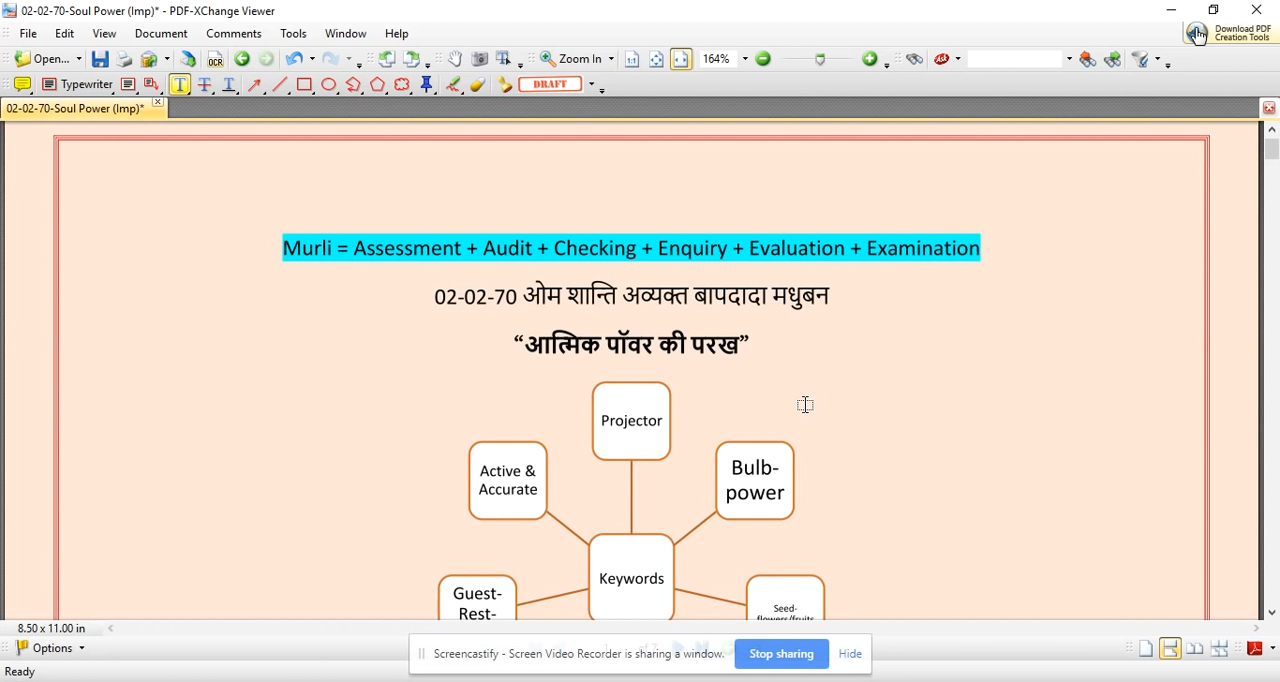 02-02-70-Soul Power (Imp)* - PDF-XChange Viewer
File Edit View Document Comments Tools Window Help
Download PDF
Creation Tools
Open... OCR Zoom In 164%
Typewriter DRAFT
02-02-70-Soul Power (Imp)*
Murli = Assessment + Audit + Checking + Enquiry + Evaluation + Examination
02-02-70 ओम शान्ति अव्यक्त बापदादा मधुबन
“आत्मिक पॉवर की परख”
Projector
Active &
Accurate
Bulb-
power
Keywords
Guest-
Rest-
Seed-
flowers/fruits
8.50 x 11.00 in
Options
Screencastify - Screen Video Recorder is sharing a window. Stop sharing Hide
Ready